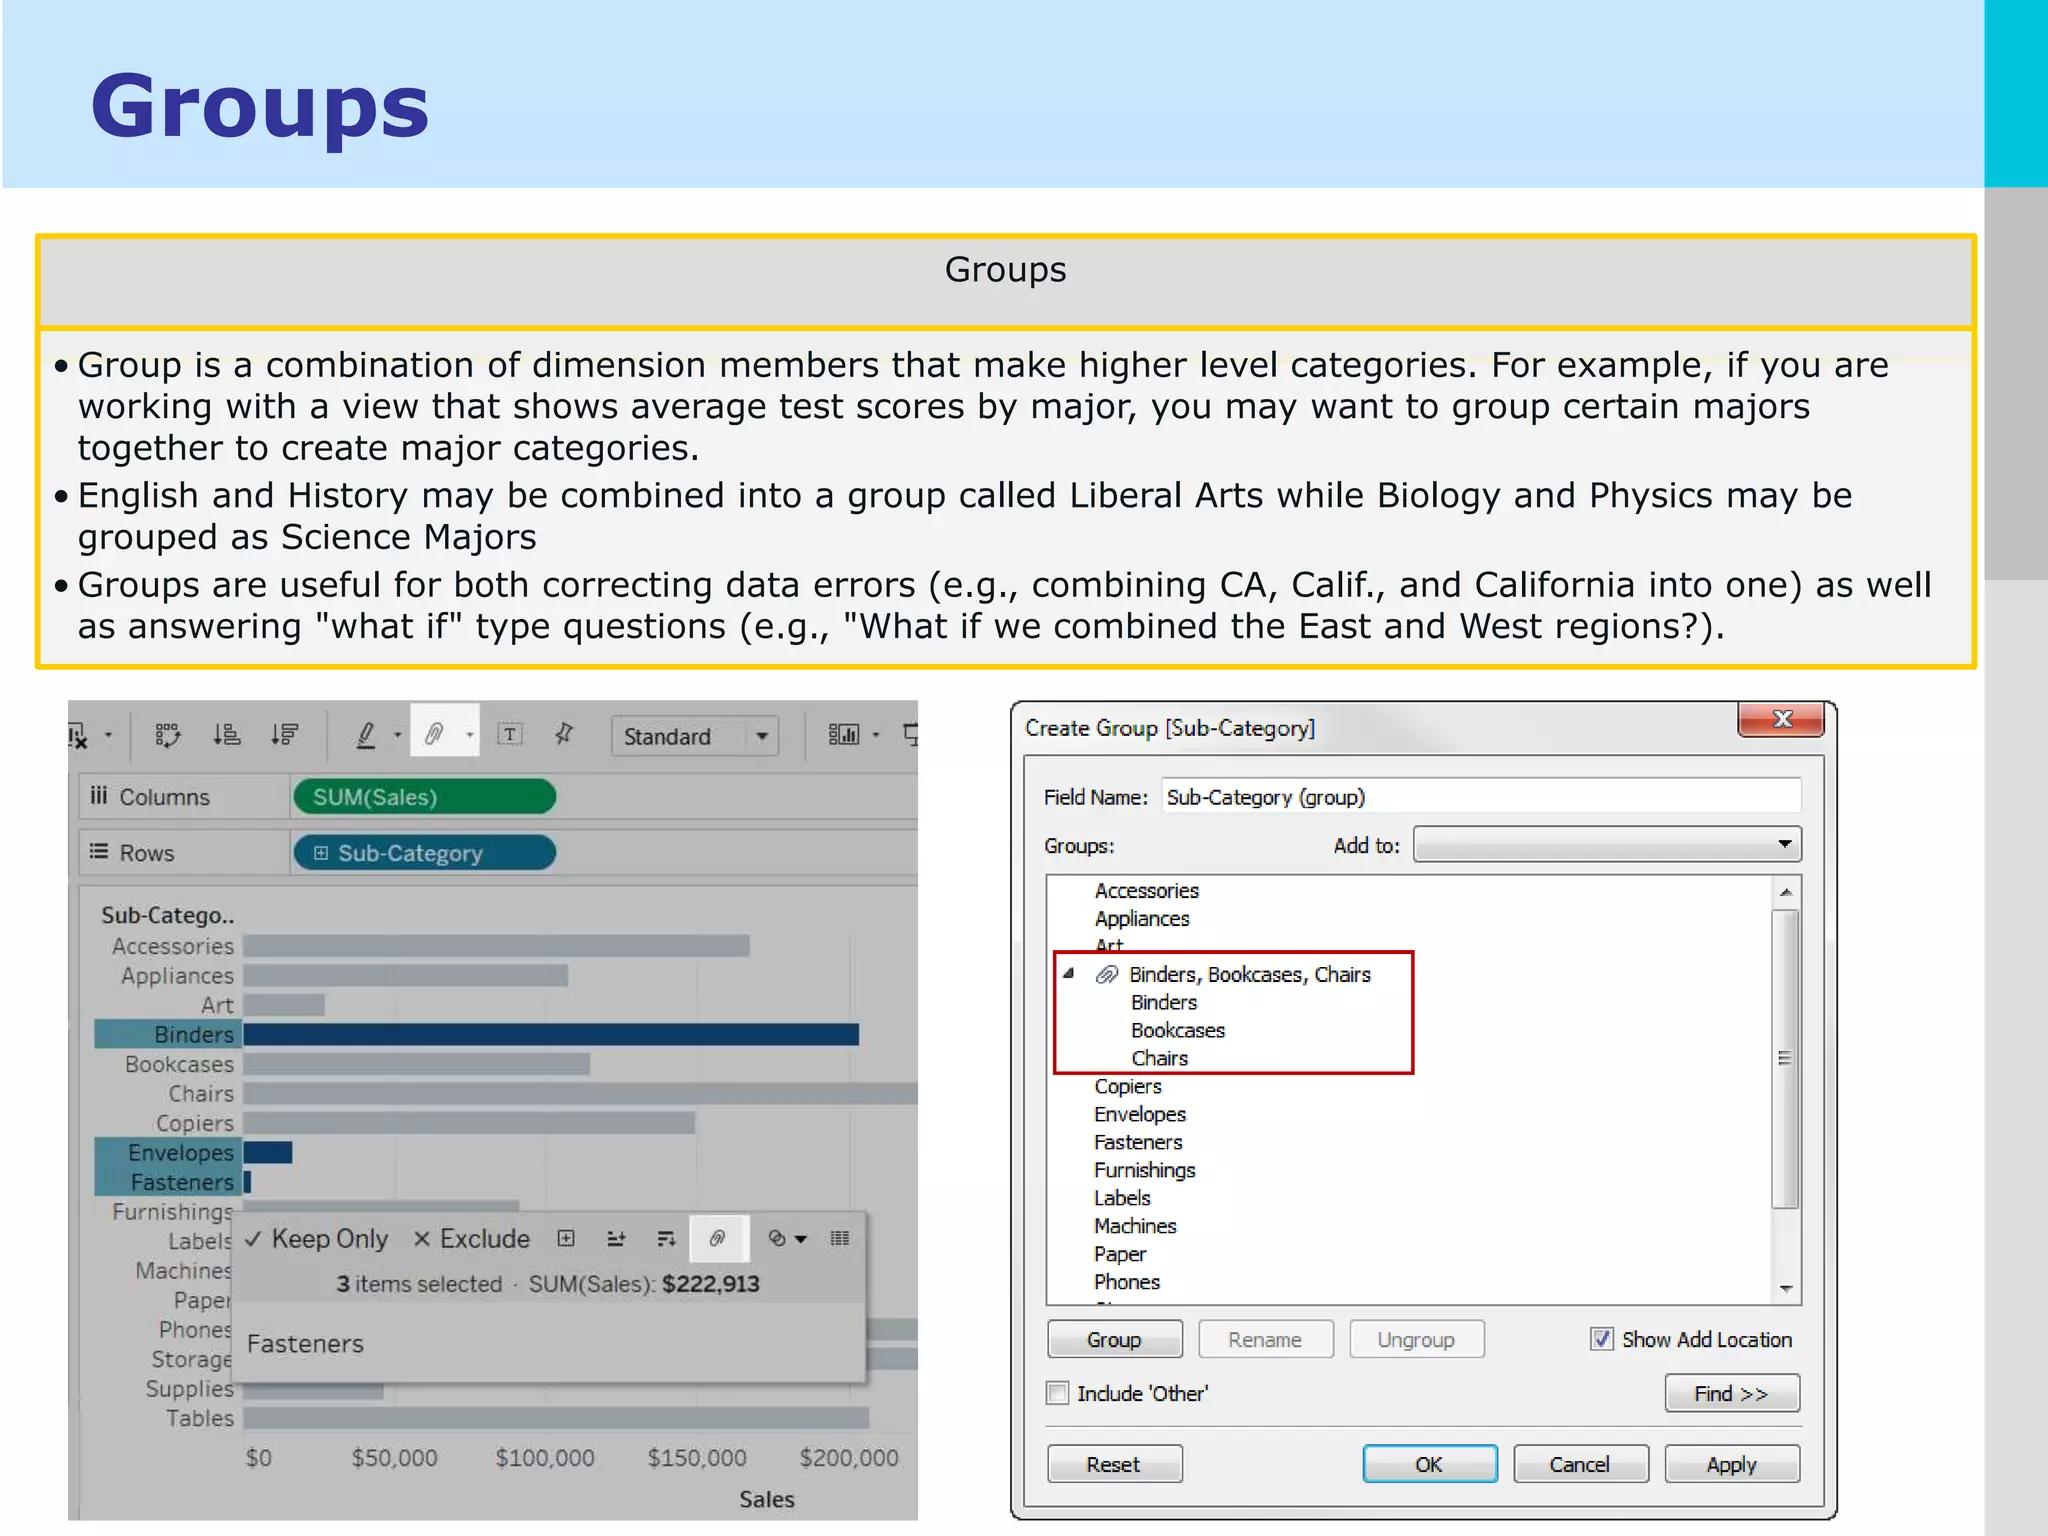 Groups
Groups
• Group is a combination of dimension members that make higher level categories. For example, if you are
working with a view that shows average test scores by major, you may want to group certain majors
together to create major categories.
• English and History may be combined into a group called Liberal Arts while Biology and Physics may be
grouped as Science Majors
• Groups are useful for both correcting data errors (e.g., combining CA, Calif., and California into one) as well
as answering "what if" type questions (e.g., "What if we combined the East and West regions?).
T
Standard
Columns
SUM(Sales)
Rows
Sub-Category
Sub-Catego..
Accessories
Appliances
Art
Binders
Bookcases
Chairs
Copiers
Envelopes
Fasteners
Furnishings
Labels
Machines
Paper
Phones
Storage
Supplies
Tables
Keep Only
Exclude
3 items selected · SUM(Sales): $222,913
Fasteners
$0 $50,000 $100,000 $150,000 $200,000
Sales
Create Group [Sub-Category]
Field Name: Sub-Category (group)
Groups:
Add to:
Accessories
Appliances
Art
Binders, Bookcases, Chairs
Binders
Bookcases
Chairs
Copiers
Envelopes
Fasteners
Furnishings
Labels
Machines
Paper
Phones
Group Rename Ungroup
Show Add Location
Include 'Other'
Find >>
Reset OK Cancel Apply